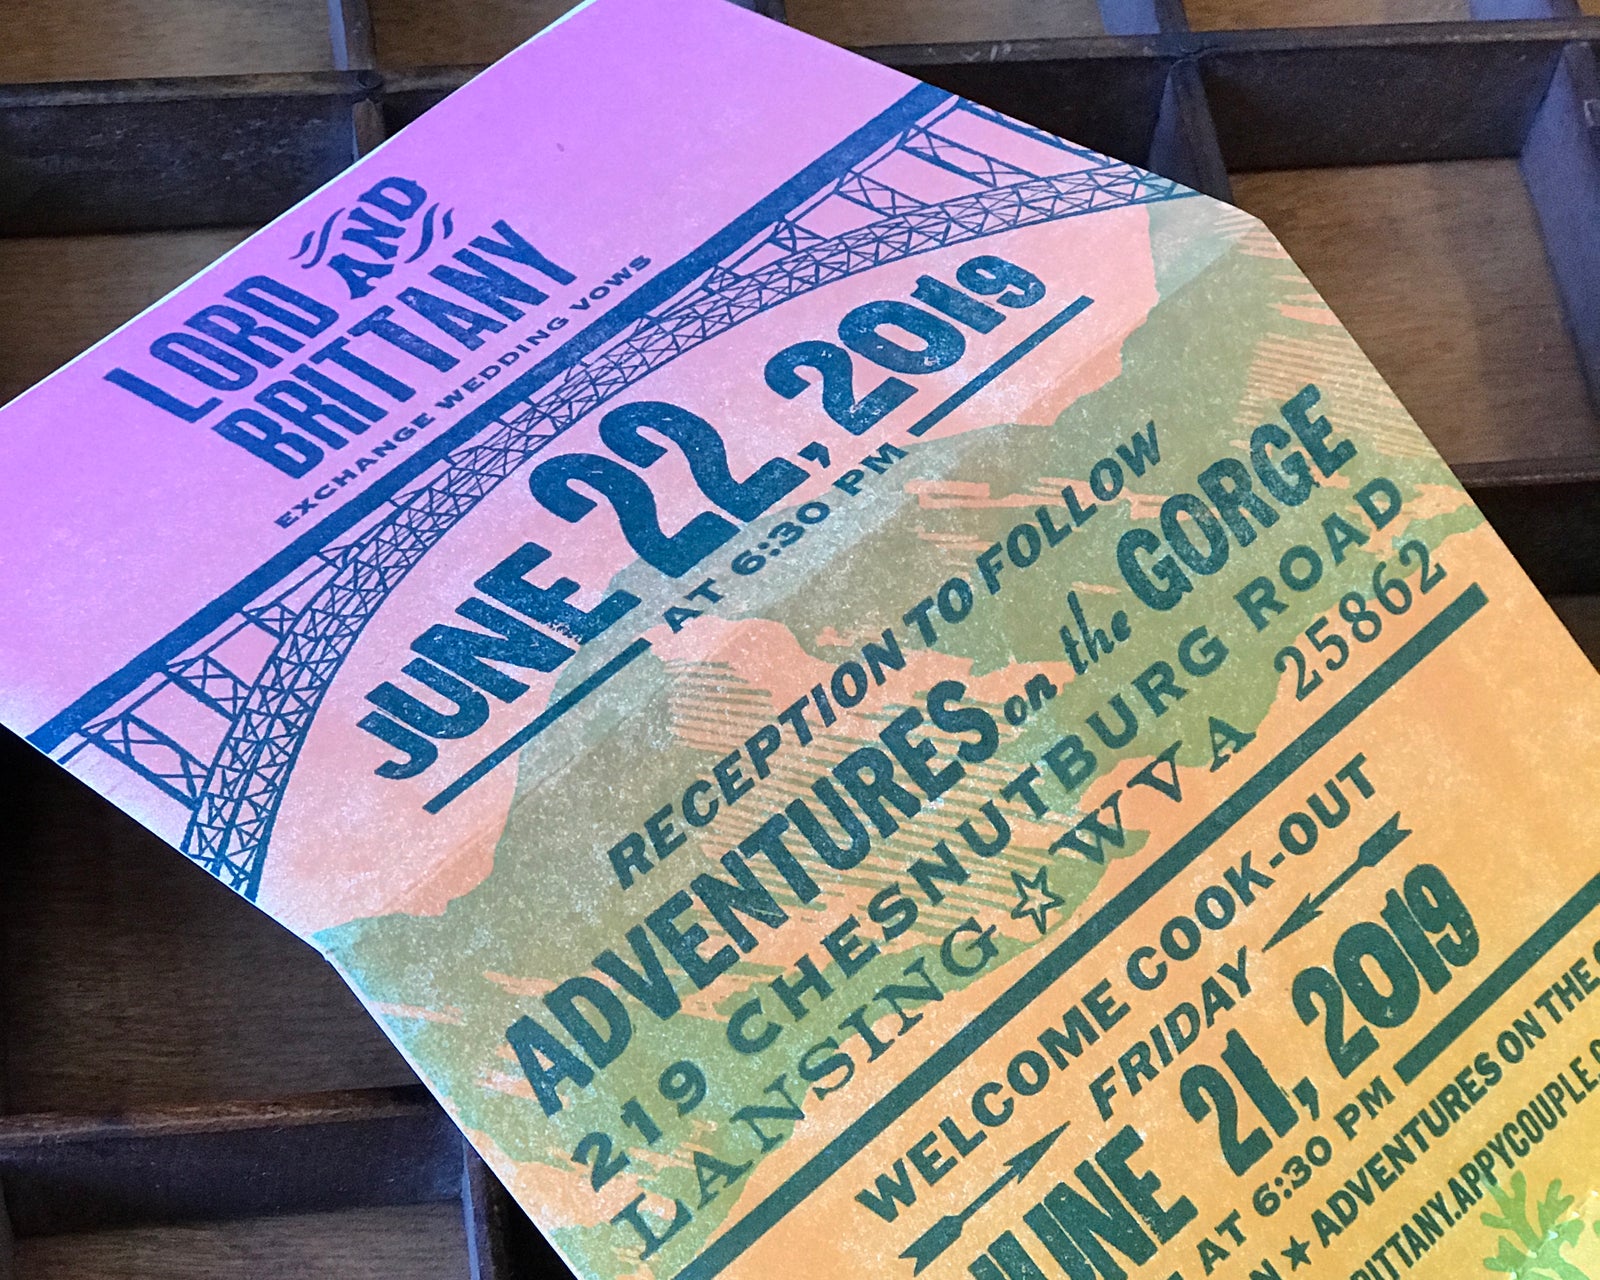 LORD AND
BRITTANY
EXCHANGE WEDDING VOWS
JUNE 22, 2019
AT 6:30 PM
RECEPTION TO FOLLOW
ADVENTURES on the GORGE
219 CHESNUTBURG ROAD
LANSING ☆ WVA 25862
WELCOME COOK-OUT
FRIDAY
JUNE 21, 2019
AT 6:30 PM
★ ADVENTURES ON THE
APPYCOUPLE.